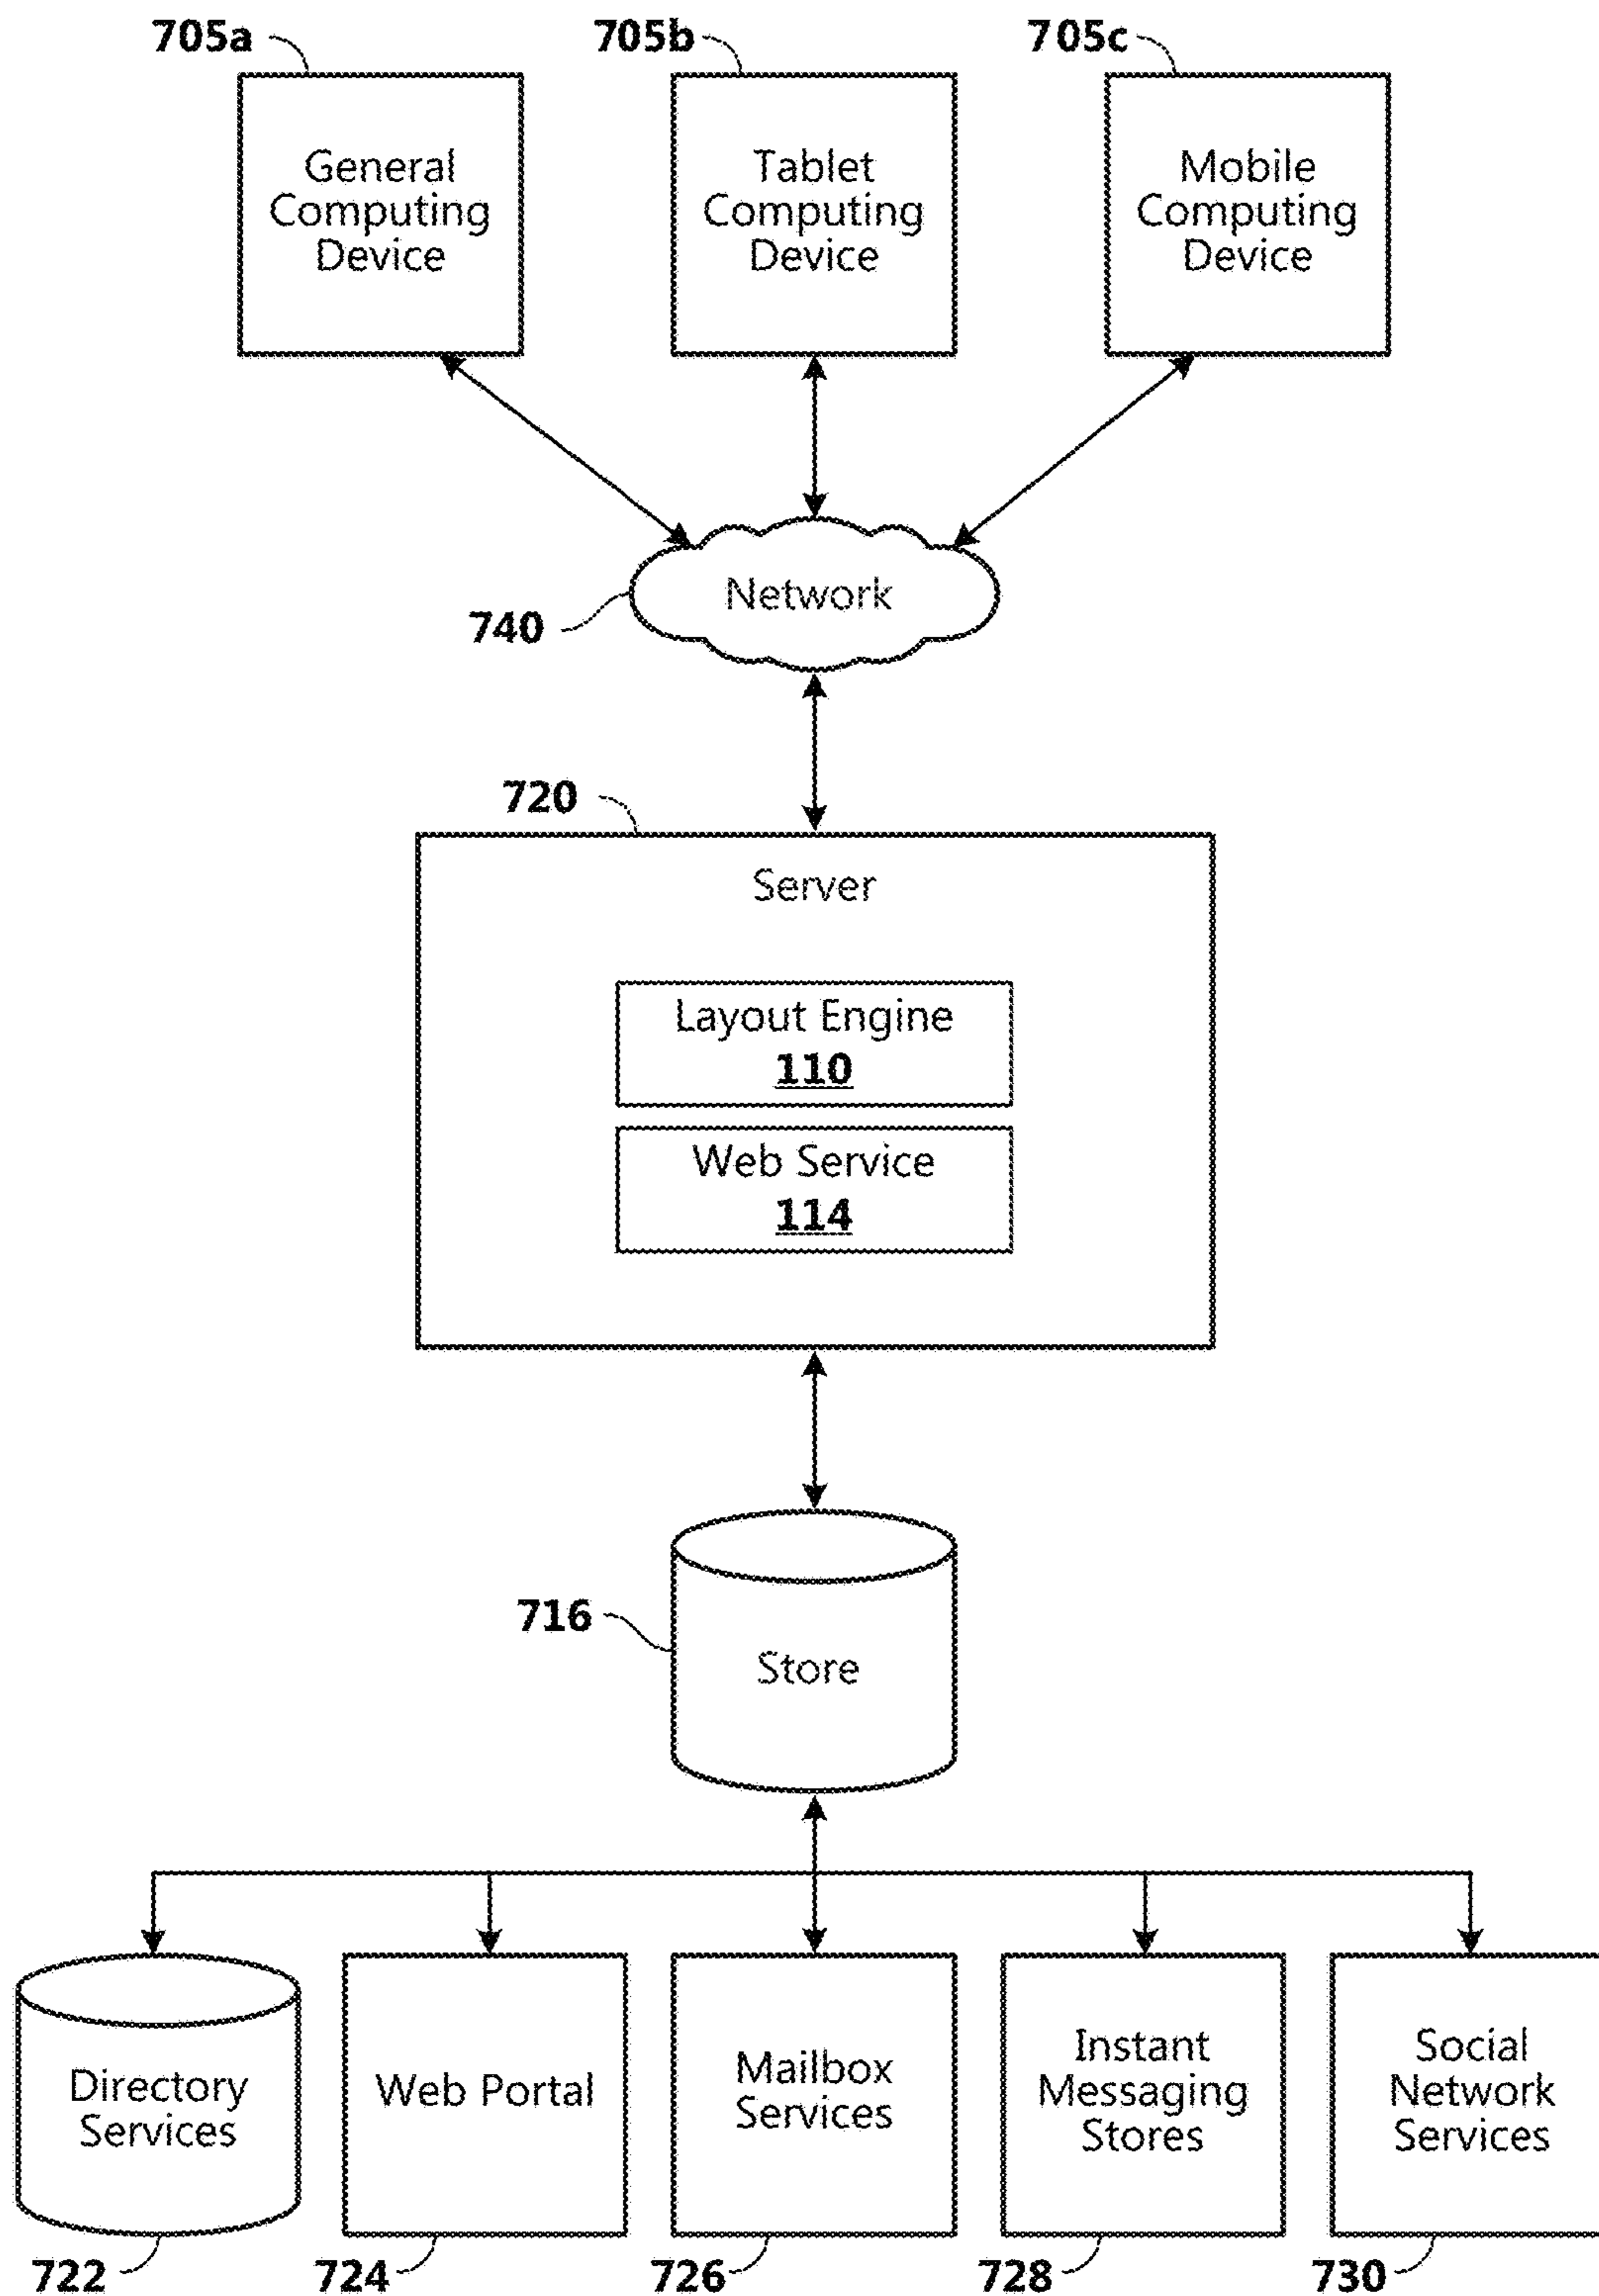 705a
705b
705c
General
Computing
Device
Tablet
Computing
Device
Mobile
Computing
Device
Network
740
720
Server
Layout Engine
110
Web Service
114
716
Store
Directory
Services
Web Portal
Mailbox
Services
Instant
Messaging
Stores
Social
Network
Services
722
724
726
728
730